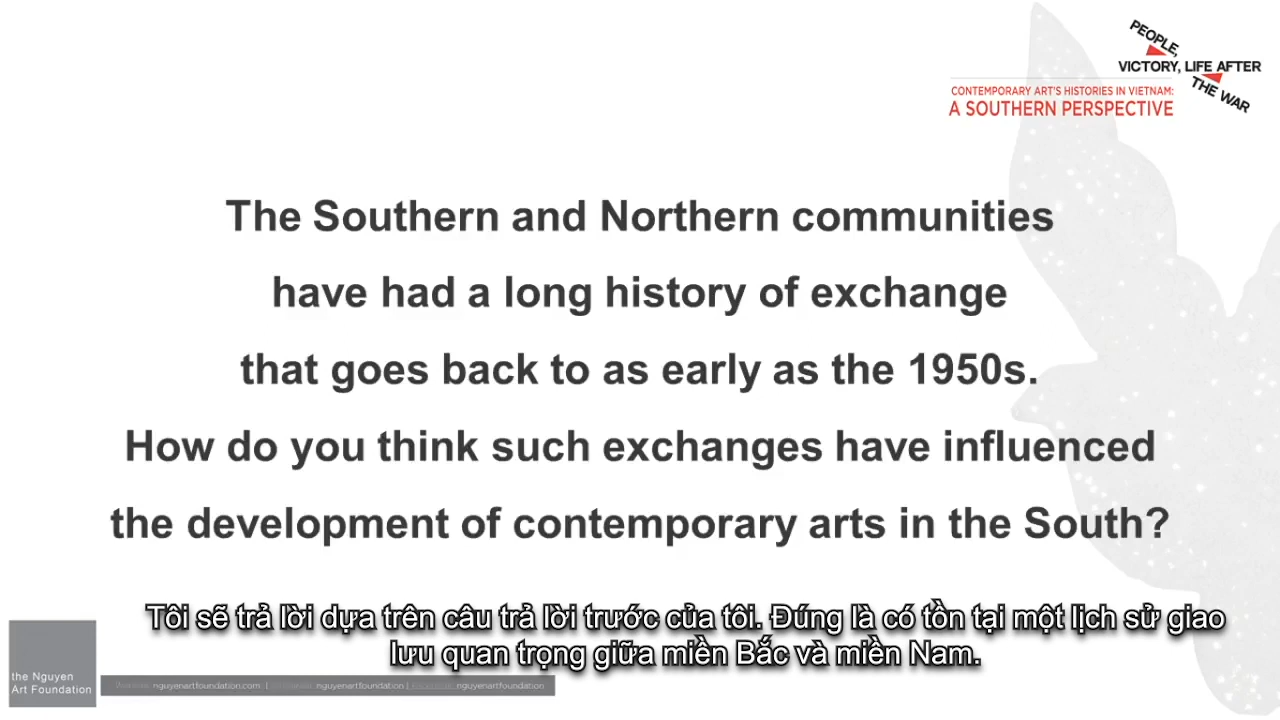 PEOPLE,
VICTORY, LIFE AFTER
THE WAR
CONTEMPORARY ART'S HISTORIES IN VIETNAM:
A SOUTHERN PERSPECTIVE
The Southern and Northern communities
have had a long history of exchange
that goes back to as early as the 1950s.
How do you think such exchanges have influenced
the development of contemporary arts in the South?
Tôi sẽ trả lời dựa trên câu trả lời trước của tôi. Đúng là có tồn tại một lịch sử giao
lưu quan trọng giữa miền Bắc và miền Nam.
the Nguyen
Art Foundation
nguyenartfoundation.com | nguyenartfoundation | nguyenartfoundation